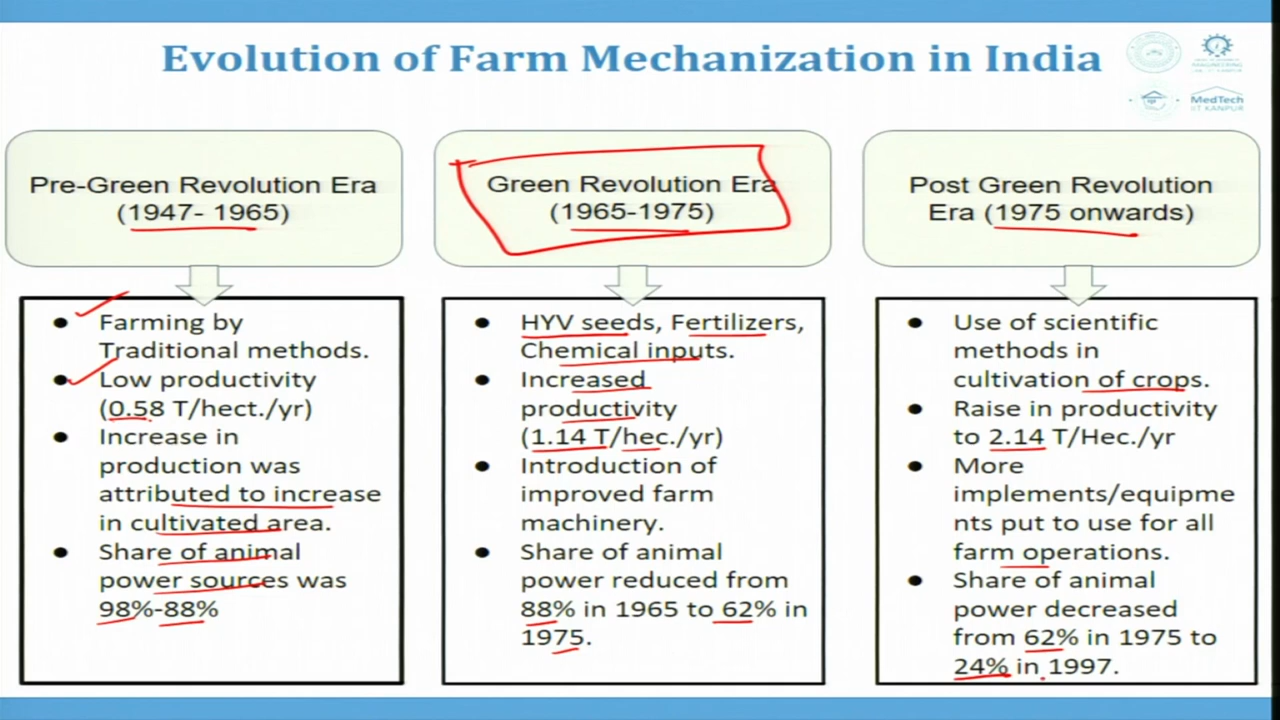 Evolution of Farm Mechanization in India
MedTech
IIT KANPUR
Pre-Green Revolution Era
(1947- 1965)
Green Revolution Era
(1965-1975)
Post Green Revolution
Era (1975 onwards)
● Farming by
Traditional methods.
● Low productivity
(0.58 T/hect./yr)
● Increase in
production was
attributed to increase
in cultivated area.
● Share of animal
power sources was
98%-88%
● HYV seeds, Fertilizers,
Chemical inputs.
● Increased
productivity
(1.14 T/hec./yr)
● Introduction of
improved farm
machinery.
● Share of animal
power reduced from
88% in 1965 to 62% in
1975.
● Use of scientific
methods in
cultivation of crops.
● Raise in productivity
to 2.14 T/Hec./yr
● More
implements/equipme
nts put to use for all
farm operations.
● Share of animal
power decreased
from 62% in 1975 to
24% in 1997.